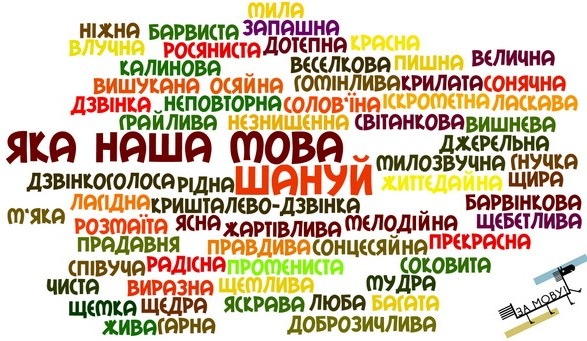 МИЛА
НІЖНА БАРВИСТА ЗАПАШНА
ВЛУЧНА РОСЯНИСТА ДОТЕПНА КРАСНА
КАЛИНОВА ВЕСЕЛКОВА ПИШНА ВЕЛИЧНА
ВИШУКАНА ОСЯЙНА ГОМІНЛИВА КРИЛАТА СОНЯЧНА
ДЗВІНКА НЕПОВТОРНА СОЛОВ'ЇНА ІСКРОМЕТНА ЛАСКАВА
ГРАЙЛИВА НЕЗНИЩЕННА СВІТАНКОВА ВИШНЕВА
ЯКА НАША МОВА ДЖЕРЕЛЬНА
МИЛОЗВУЧНА ГНУЧКА
ДЗВІНКОГОЛОСА РІДНА ШАНУЙ ЖИТТЕДАЙНА ЩИРА
М'ЯКА ЛАГІДНА КРИШТАЛЕВО-ДЗВІНКА БАРВІНКОВА
РОЗМАЇТА ЯСНА ЖАРТІВЛИВА МЕЛОДІЙНА ЩЕБЕТЛИВА
ПРАДАВНЯ ПРАВДИВА СОНЦЕСЯЙНА ПРЕКРАСНА
СПІВУЧА РАДІСНА ПРОМЕНИСТА СОКОВИТА
ЧИСТА ВИРАЗНА ЩЕМЛИВА МУДРА
ЩЕМКА ЩЕДРА ЯСКРАВА ЛЮБА БАГАТА
ЖИВА ГАРНА ДОБРОЗИЧЛИВА
ЗА МОВУ!